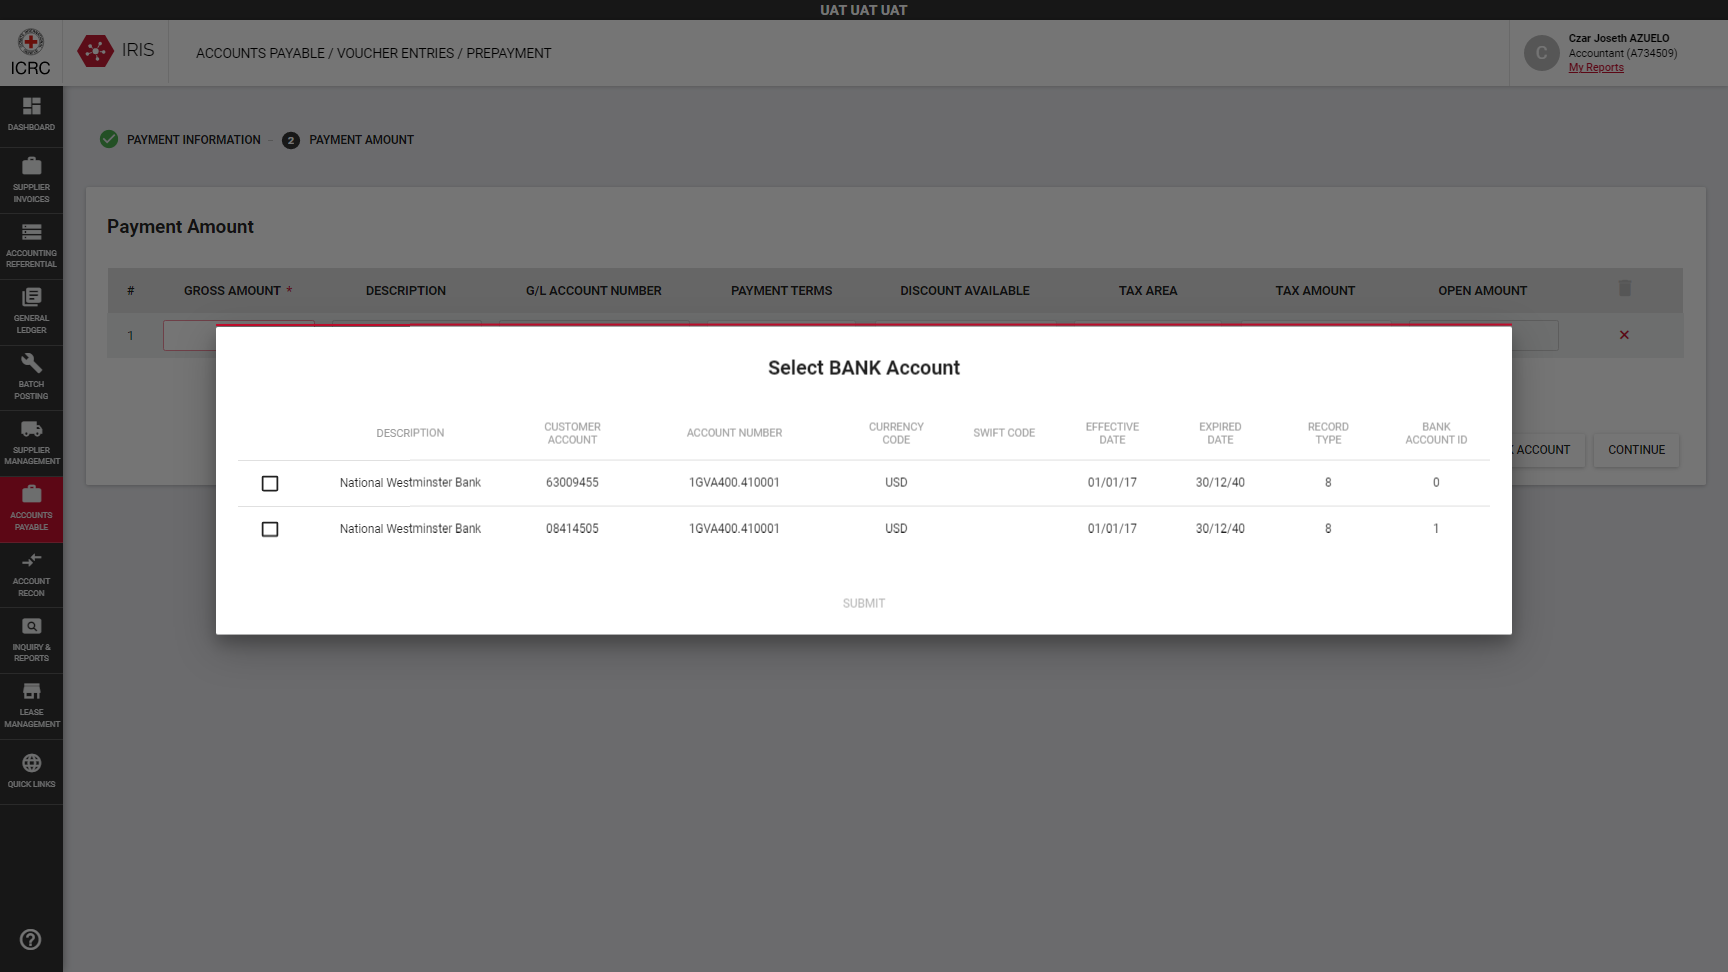 UAT UAT UAT
ICRC
IRIS
ACCOUNTS PAYABLE / VOUCHER ENTRIES / PREPAYMENT
C
Czar Joseth AZUELO
Accountant (A734509)
My Reports
DASHBOARD
SUPPLIER
INVOICES
ACCOUNTING
REFERENTIAL
GENERAL
LEDGER
BATCH
POSTING
SUPPLIER
MANAGEMENT
ACCOUNTS
PAYABLE
ACCOUNT
RECON
INQUIRY &
REPORTS
LEASE
MANAGEMENT
QUICK LINKS
PAYMENT INFORMATION - 2 PAYMENT AMOUNT
Payment Amount
# GROSS AMOUNT * DESCRIPTION G/L ACCOUNT NUMBER PAYMENT TERMS DISCOUNT AVAILABLE TAX AREA TAX AMOUNT OPEN AMOUNT
1
Select BANK Account
DESCRIPTION CUSTOMER ACCOUNT ACCOUNT NUMBER CURRENCY CODE SWIFT CODE EFFECTIVE DATE EXPIRED DATE RECORD TYPE BANK ACCOUNT ID
National Westminster Bank 63009455 1GVA400.410001 USD 01/01/17 30/12/40 8 0
National Westminster Bank 08414505 1GVA400.410001 USD 01/01/17 30/12/40 8 1
SUBMIT
ACCOUNT
CONTINUE